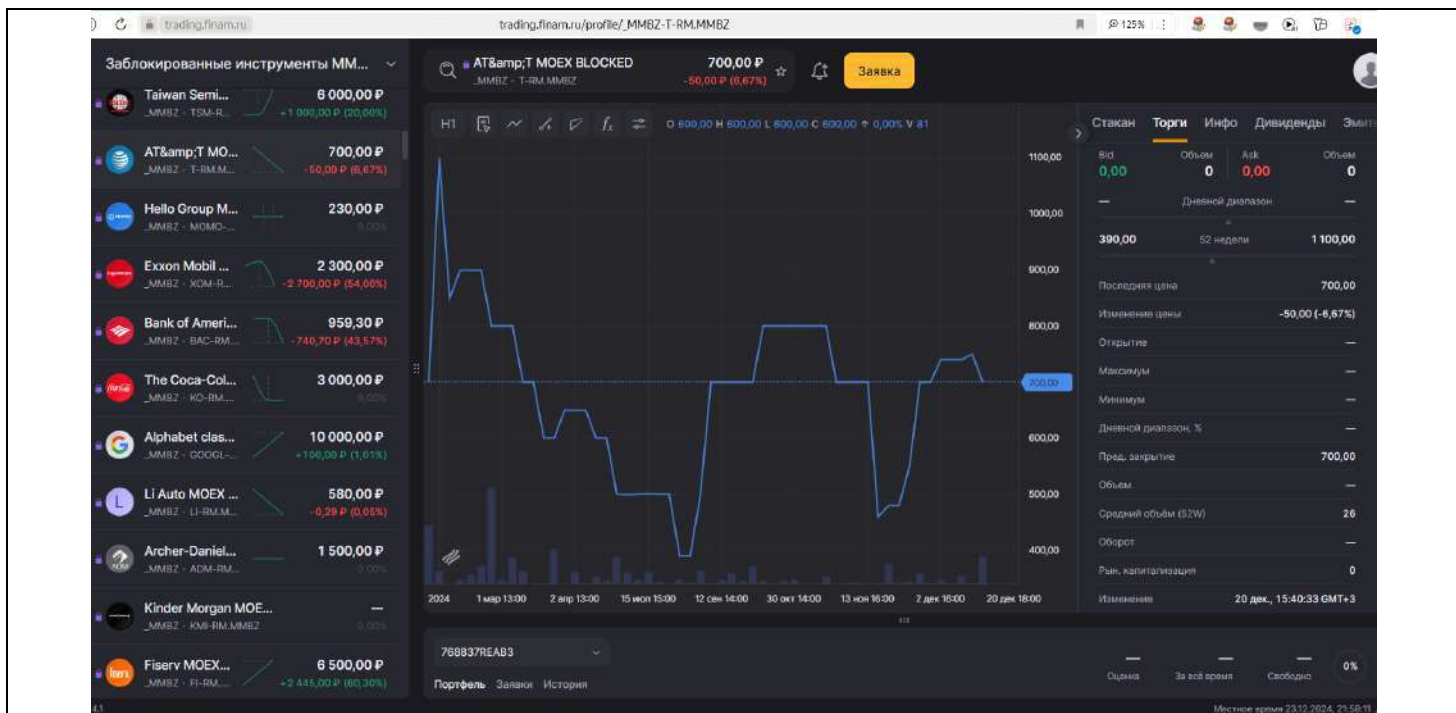 trading.finam.ru
trading.finam.ru/profile/_MMBZ-T-RM.MMBZ
125%
Заблокированные инструменты ММ...
Taiwan Semi... 6 000,00 ₽
_MMBZ - TSM-R... +1 000,00 ₽ (20,00%)
AT&amp;T MO... 700,00 ₽
_MMBZ - T-RM.M... -50,00 ₽ (6,67%)
Hello Group M... 230,00 ₽
_MMBZ - MOMO-... 0,00%
Exxon Mobil ... 2 300,00 ₽
_MMBZ - XOM-R... -2 700,00 ₽ (54,00%)
Bank of Ameri... 959,30 ₽
_MMBZ - BAC-RM... -740,70 ₽ (43,57%)
The Coca-Col... 3 000,00 ₽
_MMBZ - KO-RM.... 0,00%
Alphabet clas... 10 000,00 ₽
_MMBZ - GOOGL-... +100,00 ₽ (1,01%)
Li Auto MOEX ... 580,00 ₽
_MMBZ - LI-RM.M... -0,29 ₽ (0,05%)
Archer-Daniel... 1 500,00 ₽
_MMBZ - ADM-RM... 0,00%
Kinder Morgan MOE... —
_MMBZ - KMI-RM.MMBZ 0,00%
Fiserv MOEX... 6 500,00 ₽
_MMBZ - FI-RM.... +2 445,00 ₽ (60,30%)
AT&amp;T MOEX BLOCKED 700,00 ₽
_MMBZ - T-RM.MMBZ -50,00 ₽ (6,67%)
Заявка
H1
O 600,00 H 600,00 L 600,00 C 600,00 0,00% V 81
1100,00
1000,00
900,00
800,00
700,00
600,00
500,00
400,00
2024 1 мар 13:00 2 апр 13:00 15 июл 15:00 12 сен 14:00 30 окт 14:00 13 ноя 16:00 2 дек 16:00 20 дек 18:00
768837REAB3
Портфель Заявки История
Стакан Торги Инфо Дивиденды
Bid Объем Ask Объем
0,00 0 0,00 0
— Дневной диапазон —
390,00 52 недели 1 100,00
Последняя цена 700,00
Изменение цены -50,00 (-6,67%)
Открытие —
Максимум —
Минимум —
Дневной диапазон, % —
Пред. закрытие 700,00
Объем —
Средний объём (52W) 26
Оборот —
Рын. капитализация 0
Изменение 20 дек., 15:40:33 GMT+3
— — — 0%
Оценка За всё время Свободно
Местное время 23.12.2024, 21:58:11